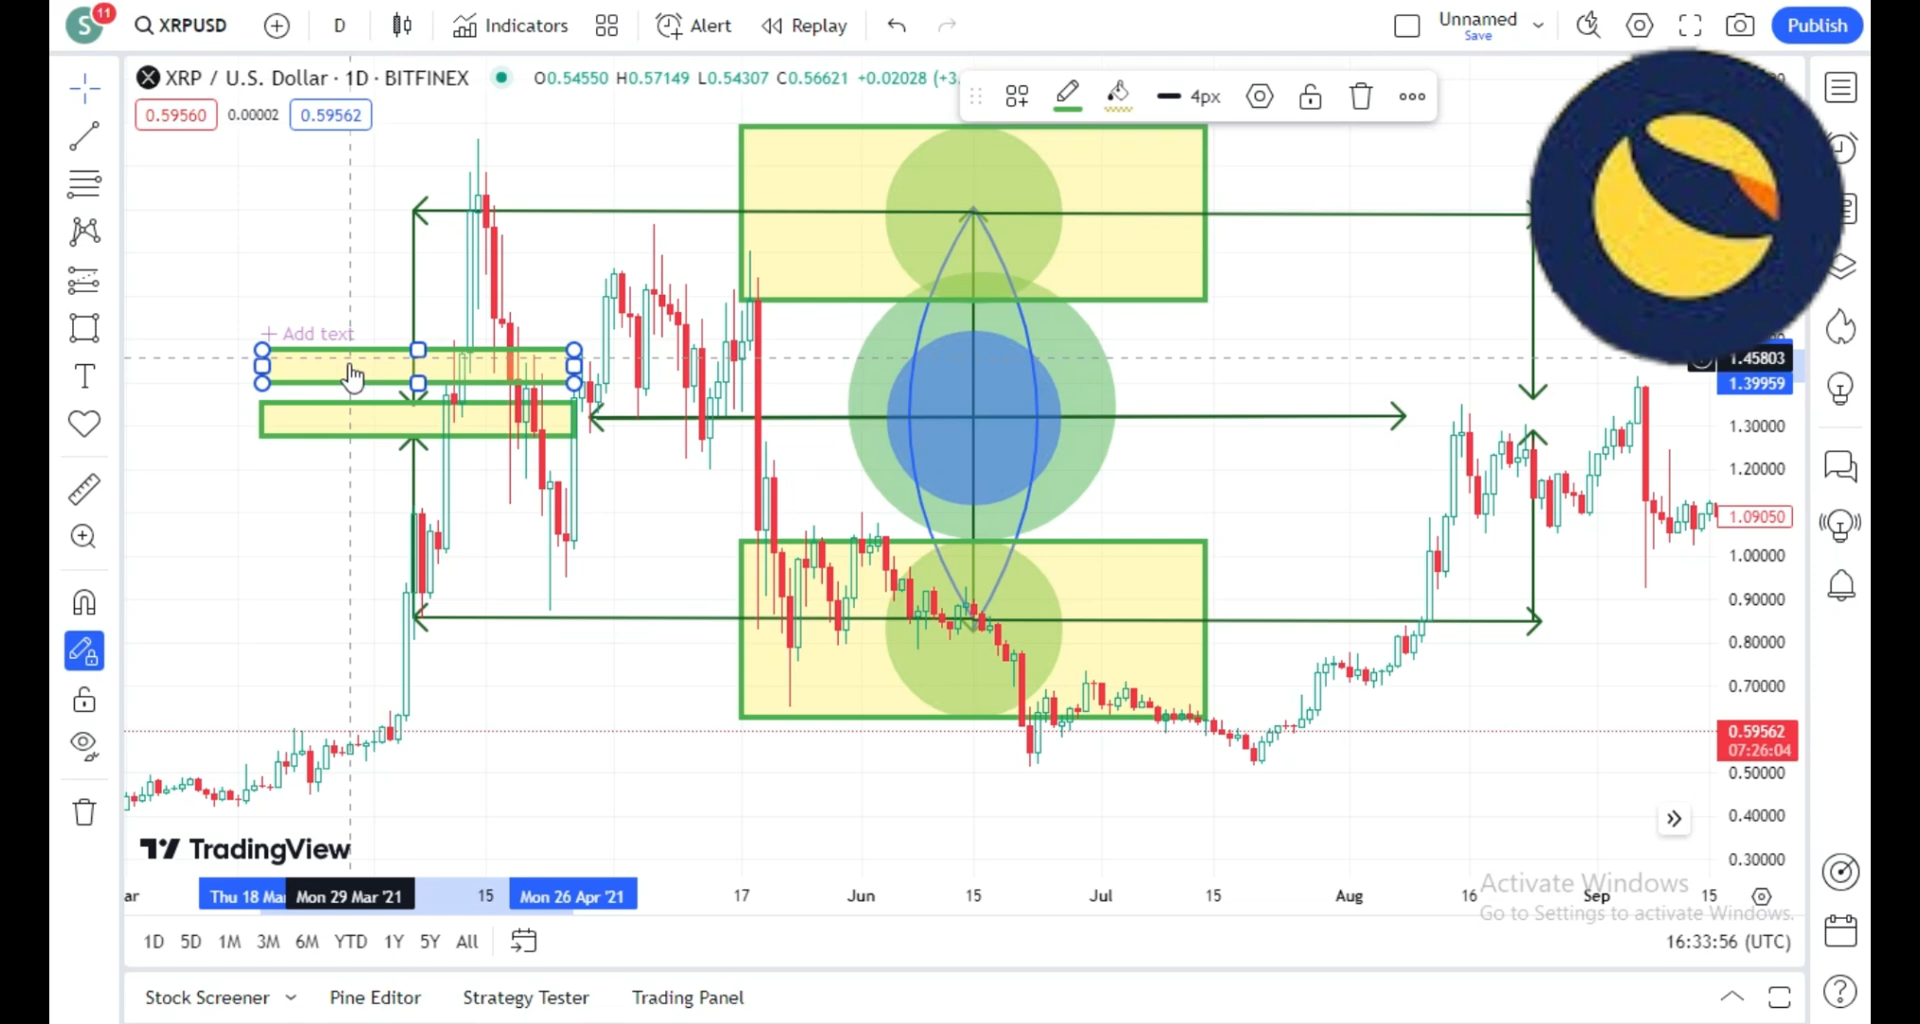 S 11 XRPUSD D Indicators Alert Replay Unnamed Save Publish
XRP / U.S. Dollar · 1D · BITFINEX O0.54550 H0.57149 L0.54307 C0.56621 +0.02028 (+3.
4px
0.59560 0.00002 0.59562
+ Add text
1.45803
1.39959
1.30000
1.20000
1.09050
1.00000
0.90000
0.80000
0.70000
0.59562
07:26:04
0.50000
0.40000
0.30000
TradingView
ar Thu 18 Ma Mon 29 Mar '21 15 Mon 26 Apr '21 17 Jun 15 Jul 15 Aug 16 Sep 15
Activate Windows
Go to Settings to activate Windows.
1D 5D 1M 3M 6M YTD 1Y 5Y All 16:33:56 (UTC)
Stock Screener Pine Editor Strategy Tester Trading Panel